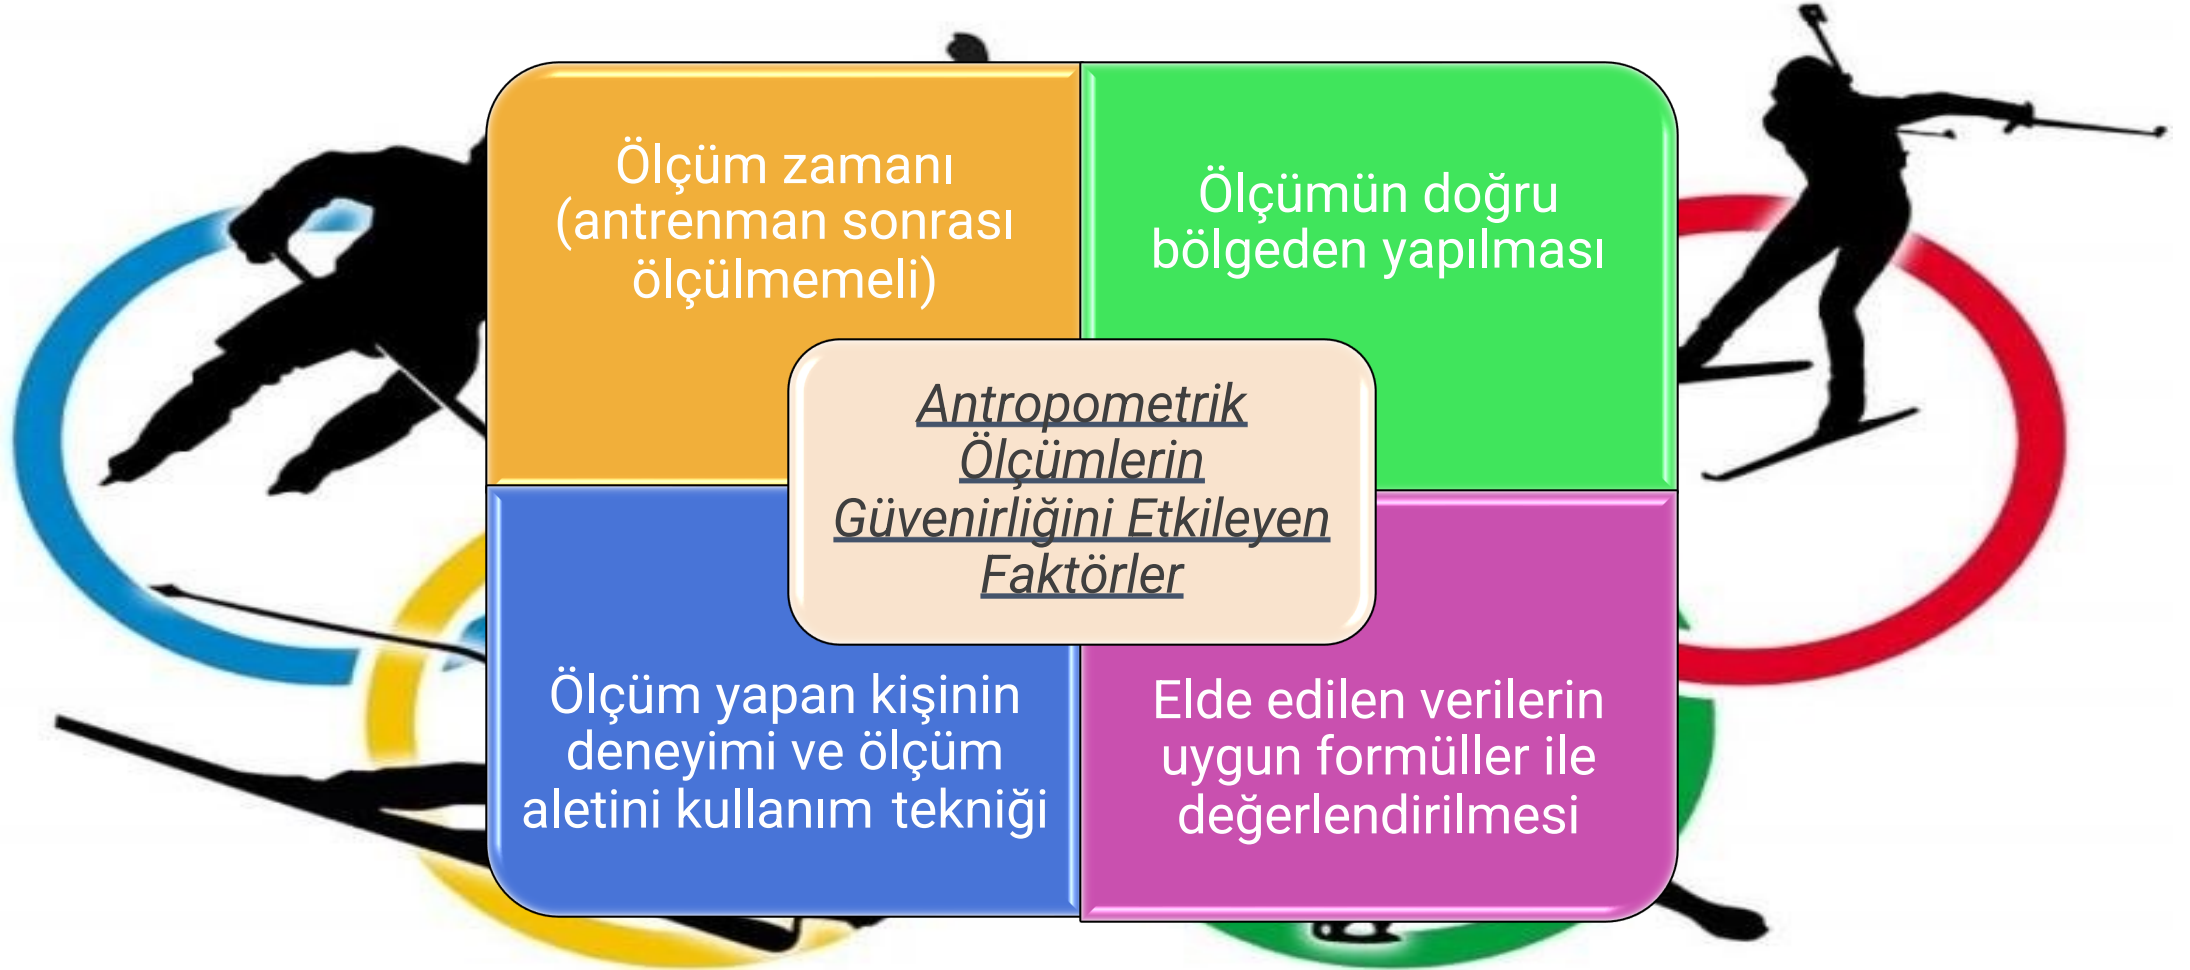 Ölçüm zamanı
(antrenman sonrası
ölçülmemeli)
Ölçümün doğru
bölgeden yapılması
Antropometrik
Ölçümlerin
Güvenirliğini Etkileyen
Faktörler
Ölçüm yapan kişinin
deneyimi ve ölçüm
aletini kullanım tekniği
Elde edilen verilerin
uygun formüller ile
değerlendirilmesi